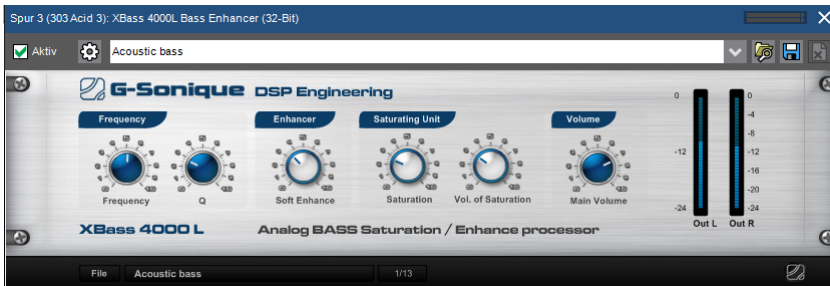 Spur 3 (303 Acid 3): XBass 4000L Bass Enhancer (32-Bit)
Aktiv
Acoustic bass
G-Sonique DSP Engineering
Frequency
Enhancer
Saturating Unit
Volume
0
0
-4
-8
-12
-12
-16
-20
-24
-24
Frequency
Q
Soft Enhance
Saturation
Vol. of Saturation
Main Volume
Out L
Out R
XBass 4000 L
Analog BASS Saturation / Enhance processor
File
Acoustic bass
1/13